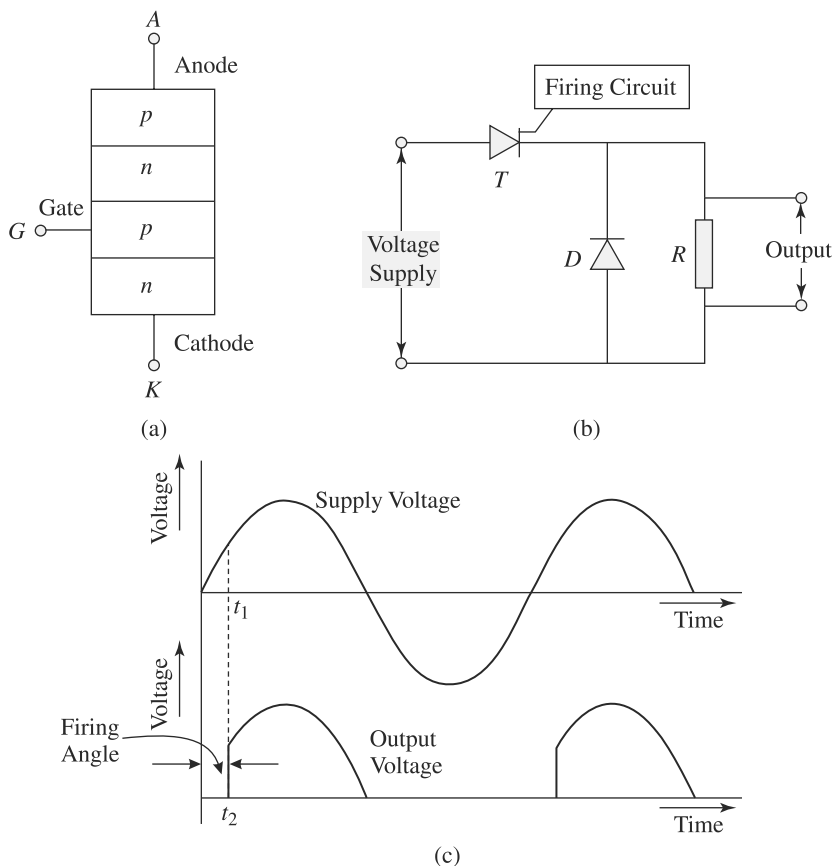 A
Anode
p
n
Gate
G
p
n
Cathode
K
(a)
Firing Circuit
T
Voltage
Supply
D
R
Output
(b)
Voltage
Supply Voltage
t1
Time
Voltage
Firing
Angle
Output
Voltage
t2
Time
(c)